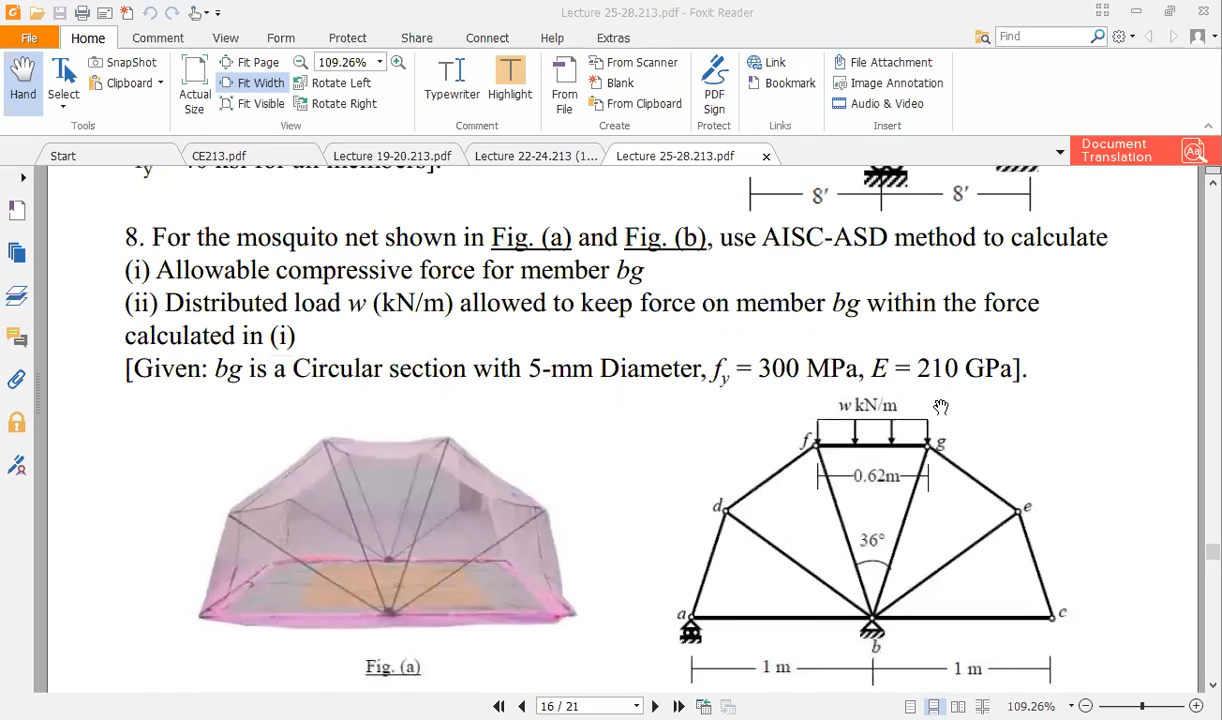 Lecture 25-28.213.pdf - Foxit Reader
File Home Comment View Form Protect Share Connect Help Extras Find
Hand Select SnapShot Clipboard Actual Size Fit Page Fit Width Fit Visible 109.26% Rotate Left Rotate Right Typewriter Highlight From File From Scanner Blank From Clipboard PDF Sign Link Bookmark File Attachment Image Annotation Audio & Video
Tools View Comment Create Protect Links Insert
Start CE213.pdf Lecture 19-20.213.pdf Lecture 22-24.213 (1... Lecture 25-28.213.pdf Document Translation
8' 8'
8. For the mosquito net shown in Fig. (a) and Fig. (b), use AISC-ASD method to calculate
(i) Allowable compressive force for member bg
(ii) Distributed load w (kN/m) allowed to keep force on member bg within the force
calculated in (i)
[Given: bg is a Circular section with 5-mm Diameter, fy = 300 MPa, E = 210 GPa].
w kN/m
f g
0.62m
d e
36°
a c
b
1 m 1 m
Fig. (a)
16 / 21 109.26%